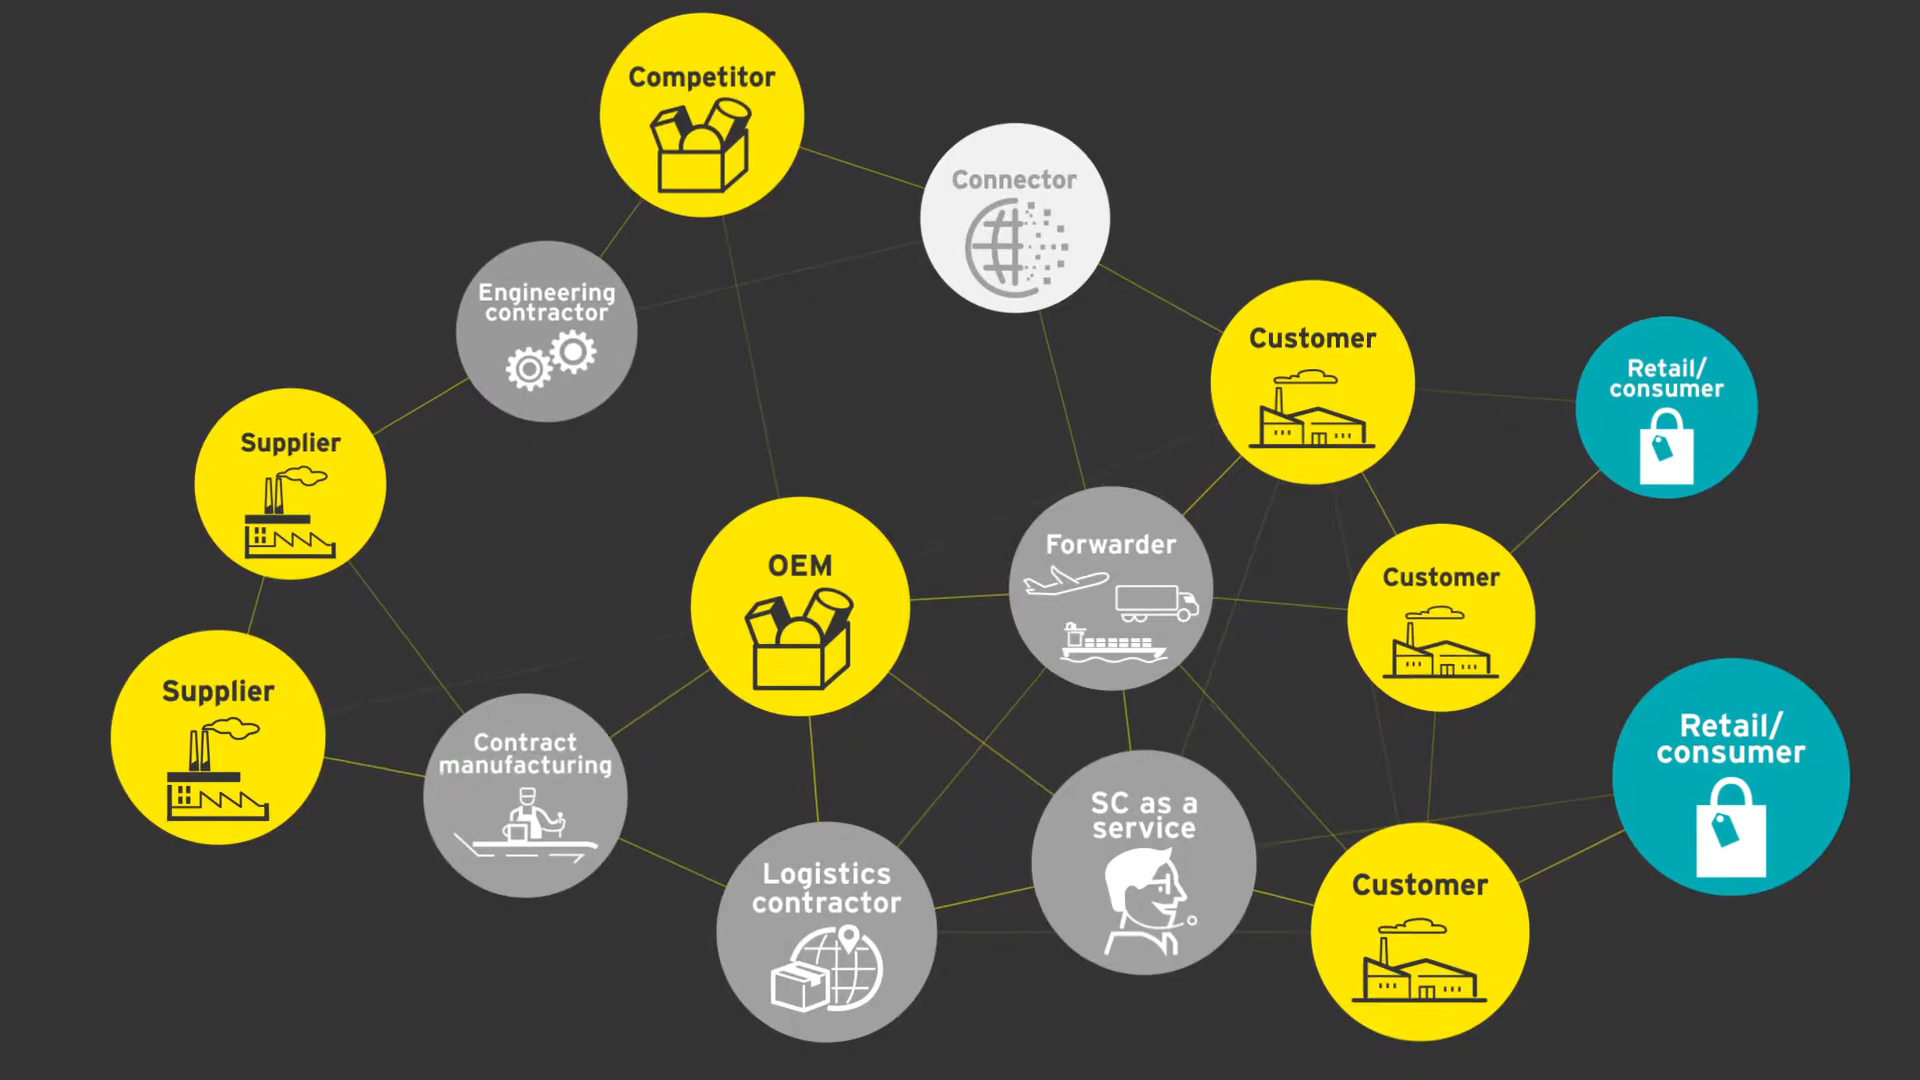 Competitor
Connector
Engineering
contractor
Customer
Retail/
consumer
Supplier
OEM
Forwarder
Customer
Supplier
Contract
manufacturing
Retail/
consumer
SC as a
service
Logistics
contractor
Customer